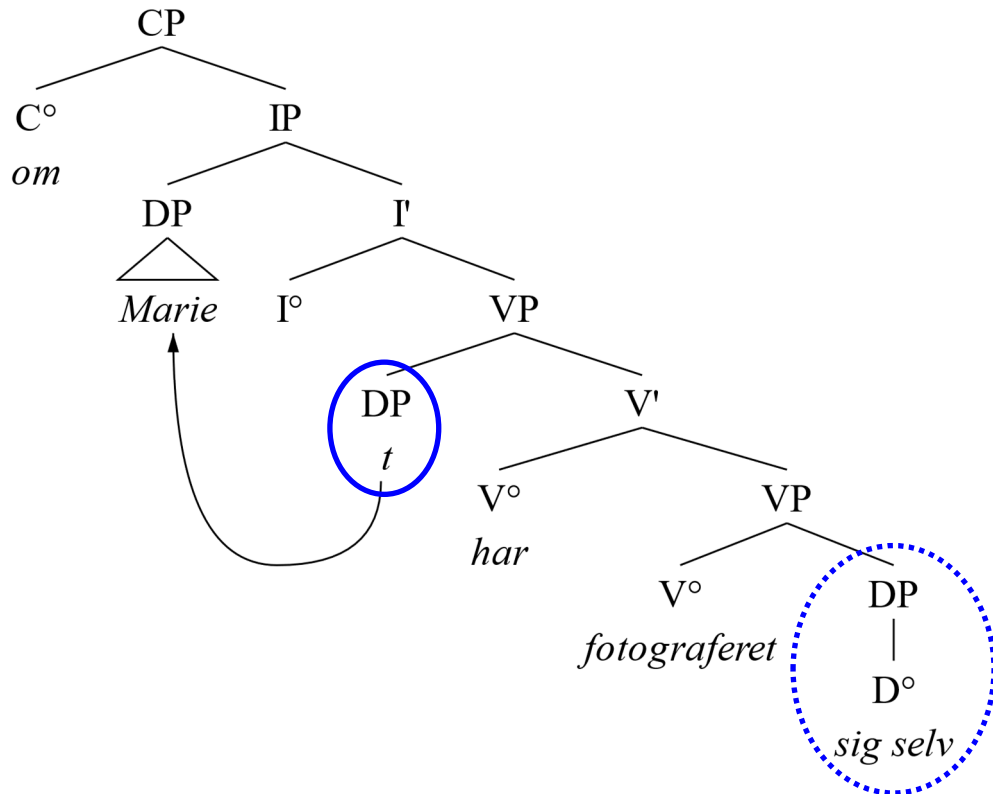 CP
C° IP
om
DP I'
Marie I° VP
DP V'
t
V° VP
har
V° DP
fotograferet
D°
sig selv